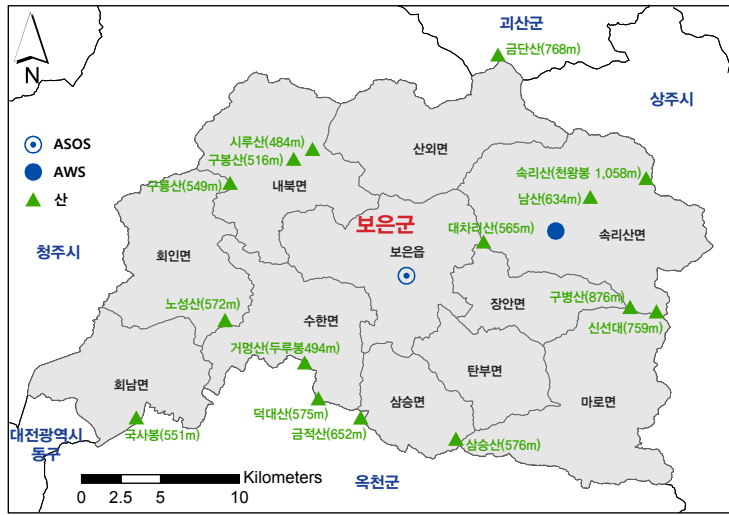 괴산군
금단산(768m)
N
상주시
ASOS
AWS
산
시루산(484m)
구봉산(516m)
산외면
속리산(천왕봉 1,058m)
구룡산(549m)
내북면
남산(634m)
보은군
대차리산(565m)
속리산면
청주시
회인면
보은읍
노성산(572m)
수한면
장안면
구병산(876m)
신선대(759m)
거멍산(두루봉494m)
탄부면
회남면
삼승면
마로면
덕대산(575m)
대전광역시
동구
국사봉(551m)
금적산(652m)
삼승산(576m)
Kilometers
0 2.5 5 10
옥천군